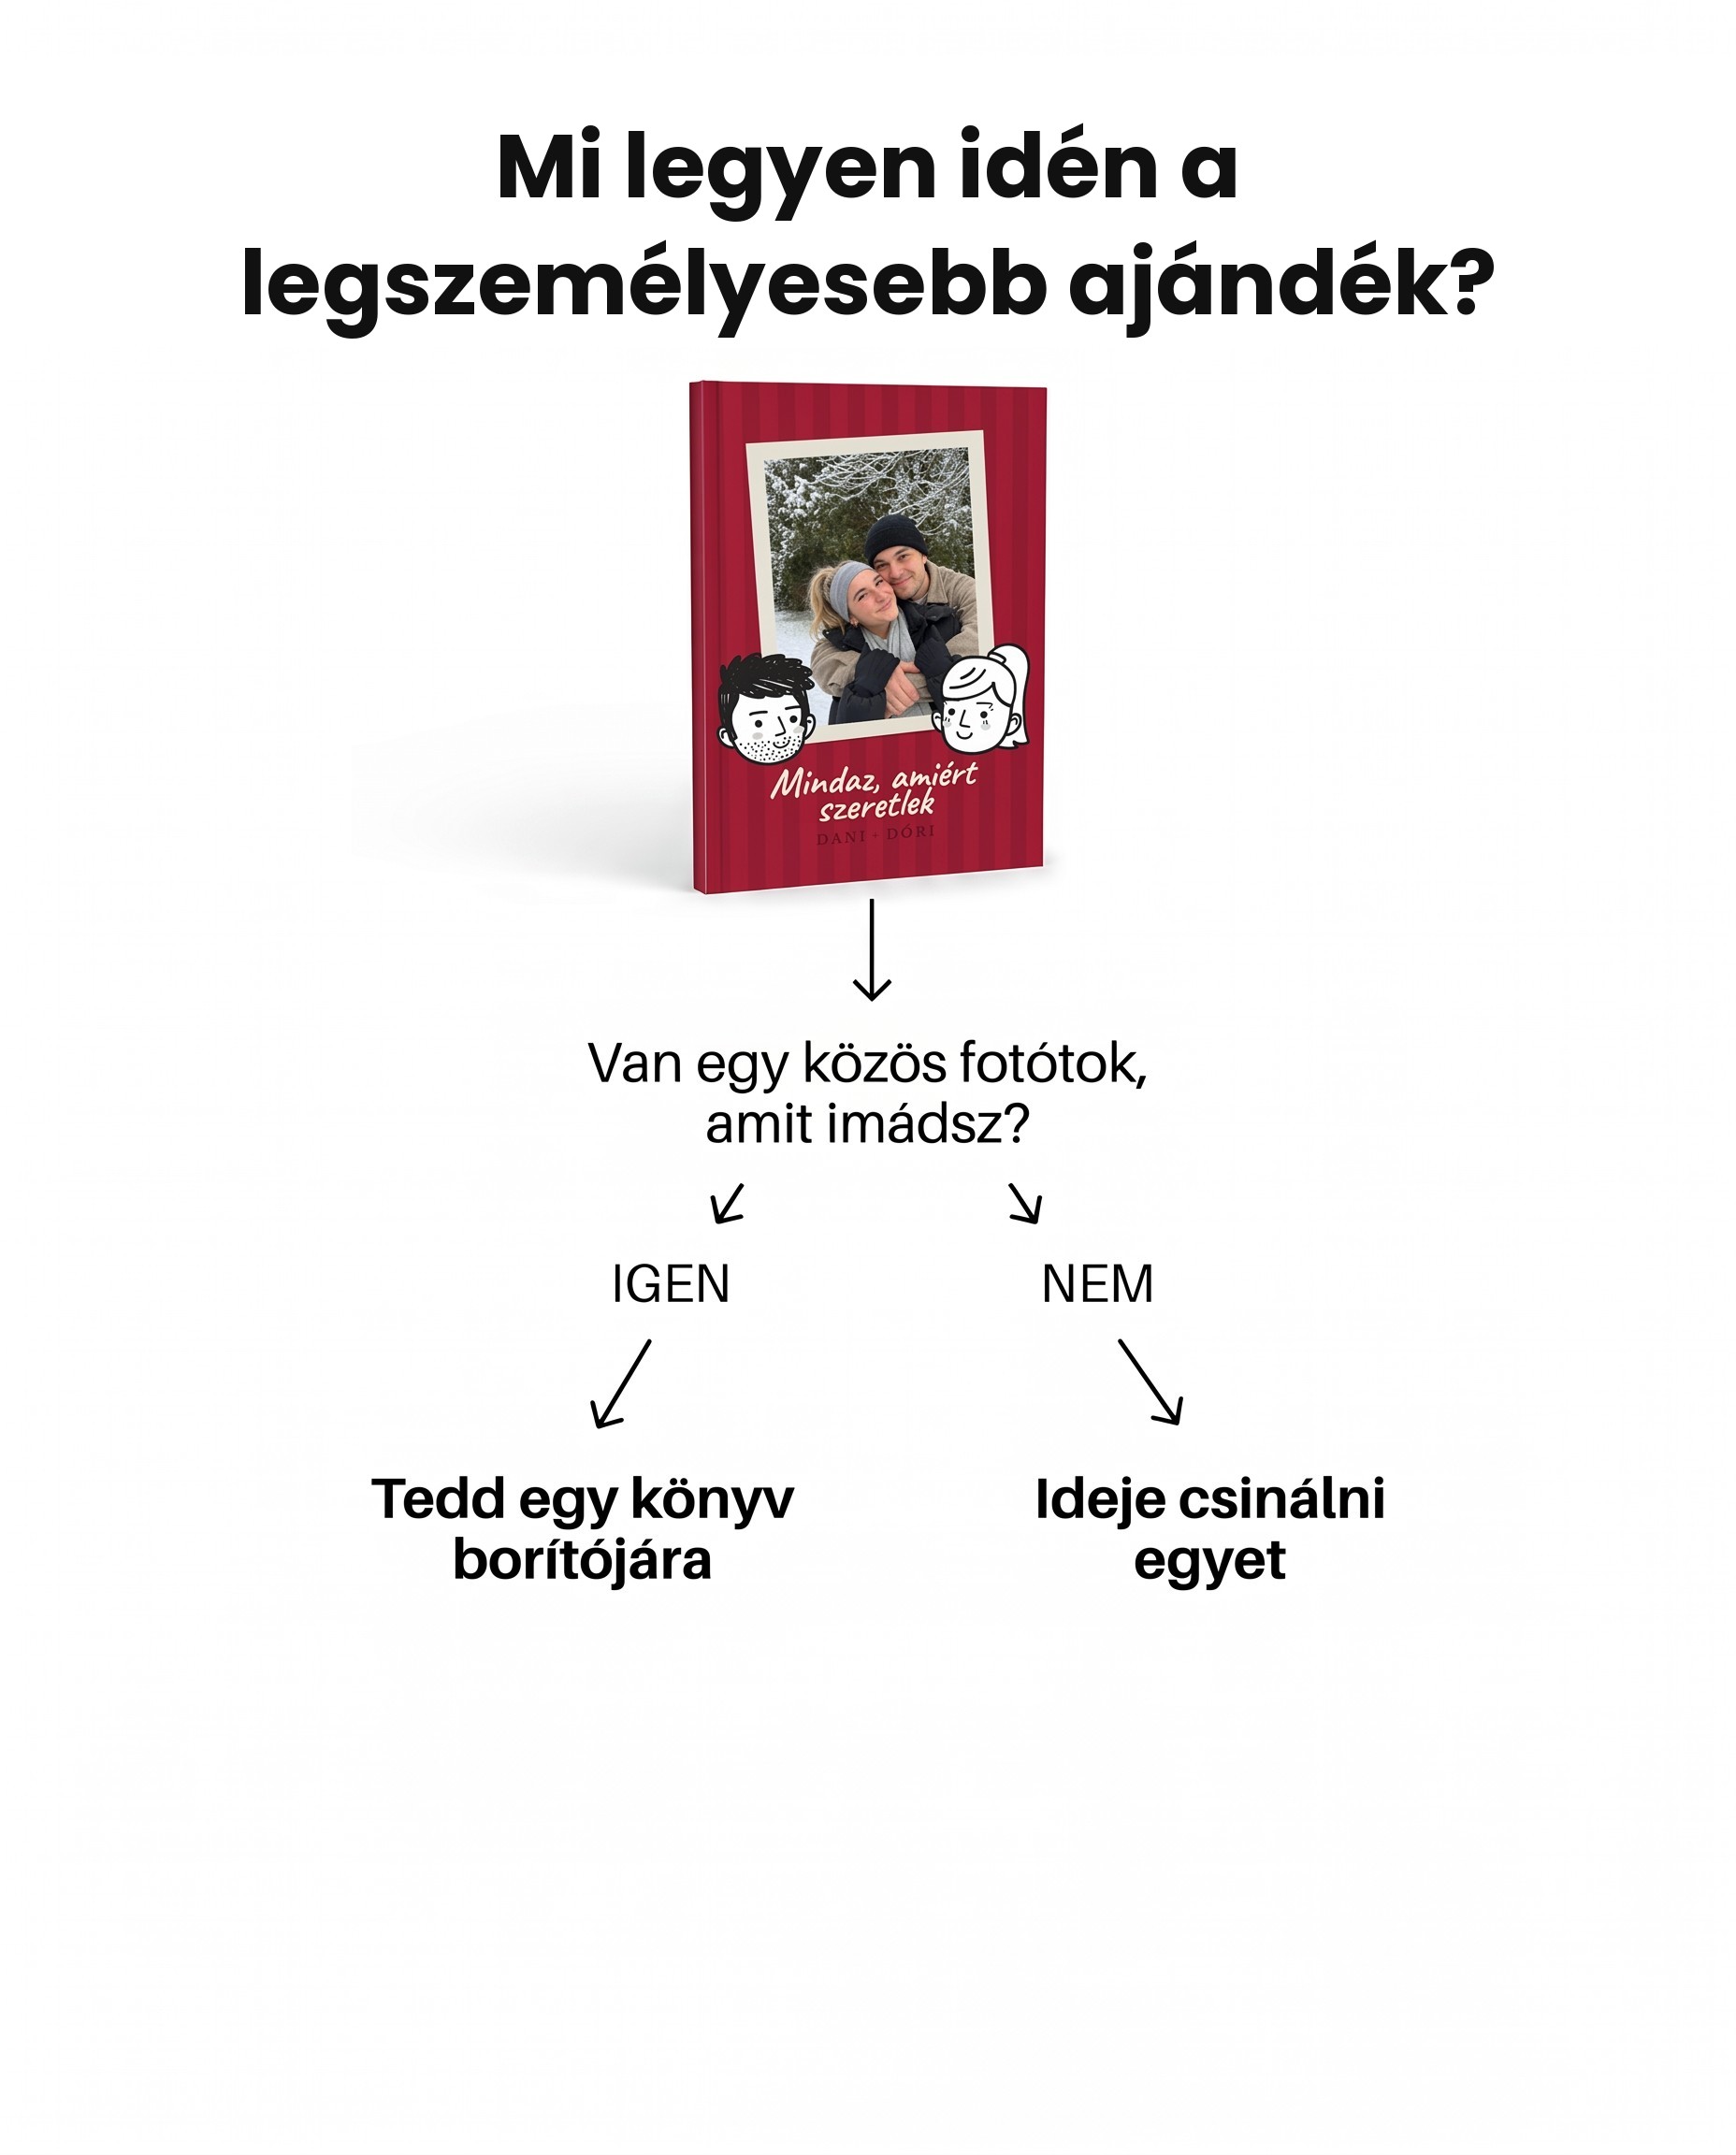 Mi legyen idén a
legszemélyesebb ajándék?
Mindaz, amiért
szeretlek
DANI + DÓRI
Van egy közös fotótok,
amit imádsz?
IGEN
NEM
Tedd egy könyv
borítójára
Ideje csinálni
egyet